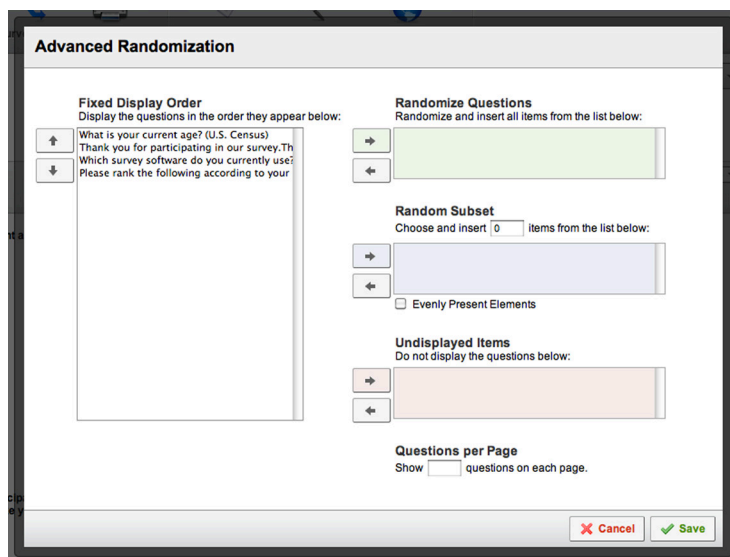 Advanced Randomization
Fixed Display Order
Display the questions in the order they appear below:
What is your current age? (U.S. Census)
Thank you for participating in our survey.Th
Which survey software do you currently use?
Please rank the following according to your
Randomize Questions
Randomize and insert all items from the list below:
Random Subset
Choose and insert 0 items from the list below:
Evenly Present Elements
Undisplayed Items
Do not display the questions below:
Questions per Page
Show questions on each page.
Cancel
Save